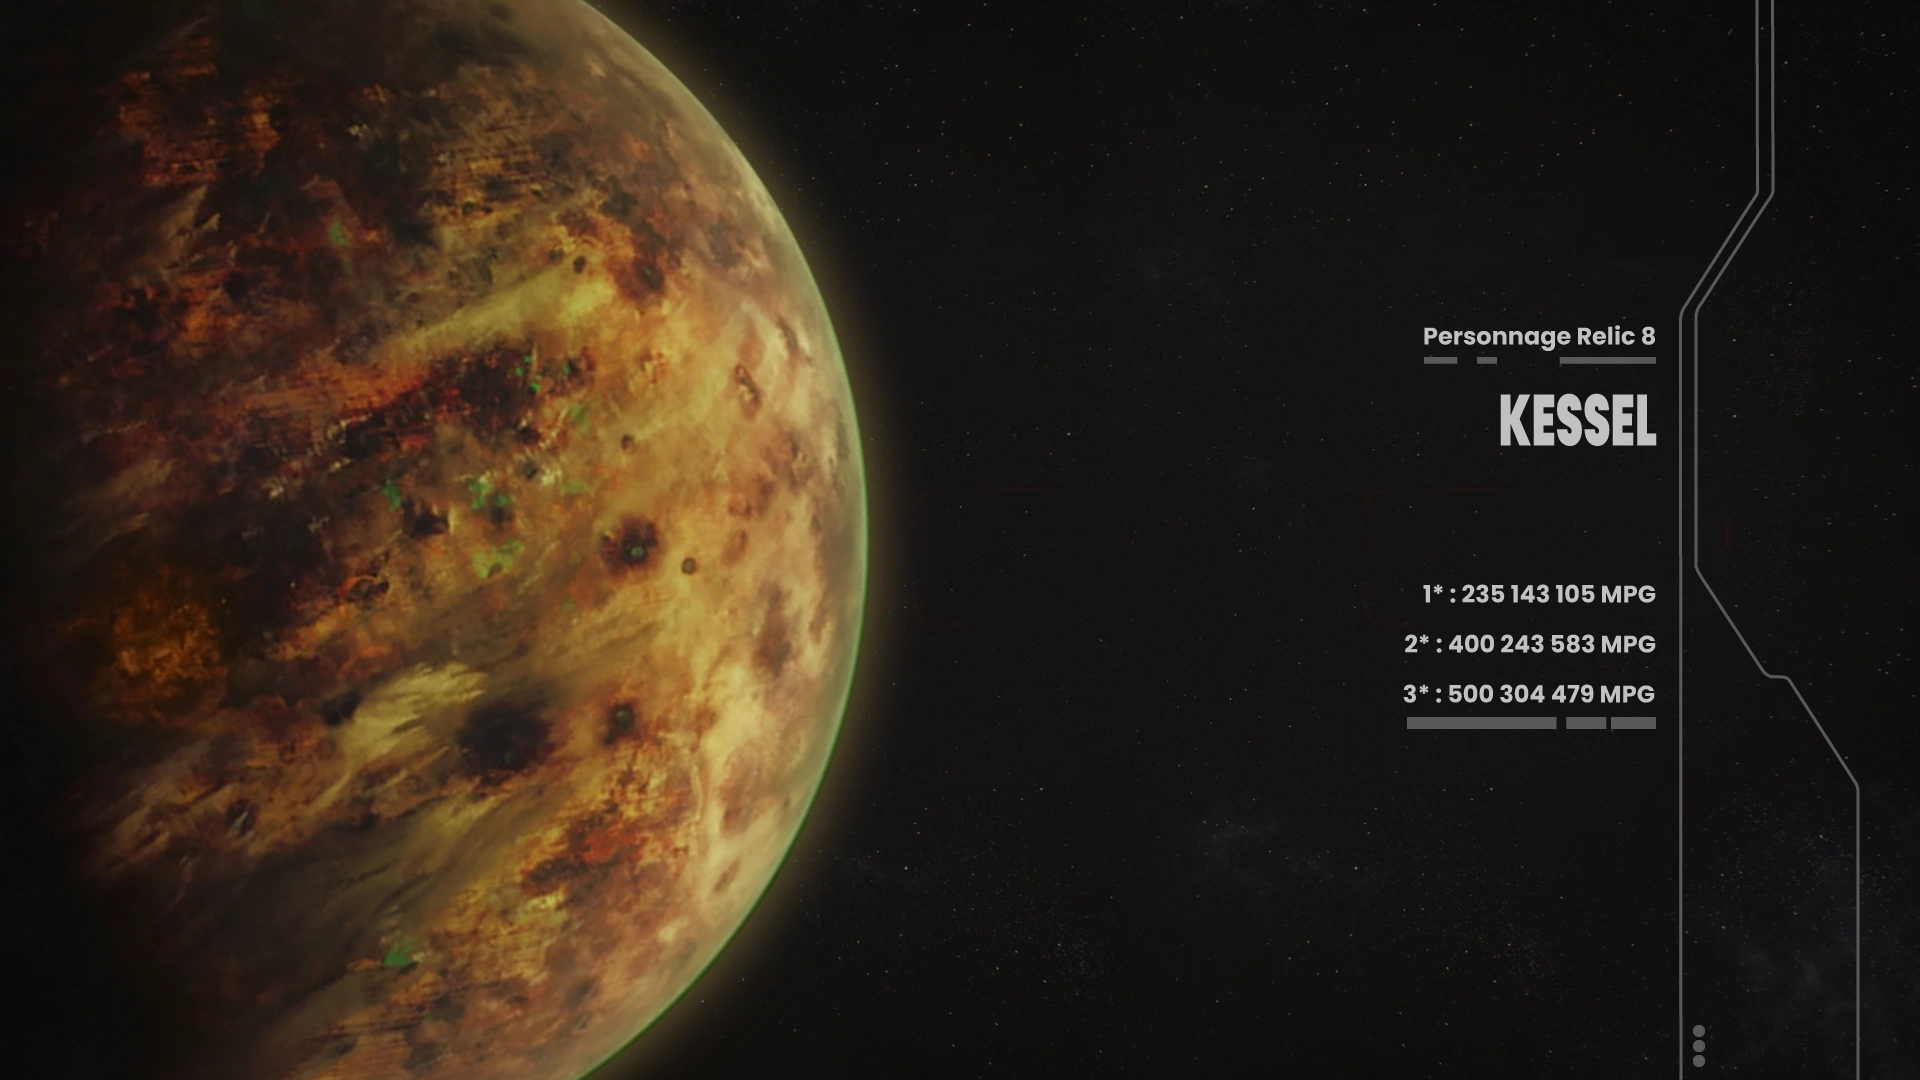 Personnage Relic 8
KESSEL
1* : 235 143 105 MPG
2* : 400 243 583 MPG
3* : 500 304 479 MPG